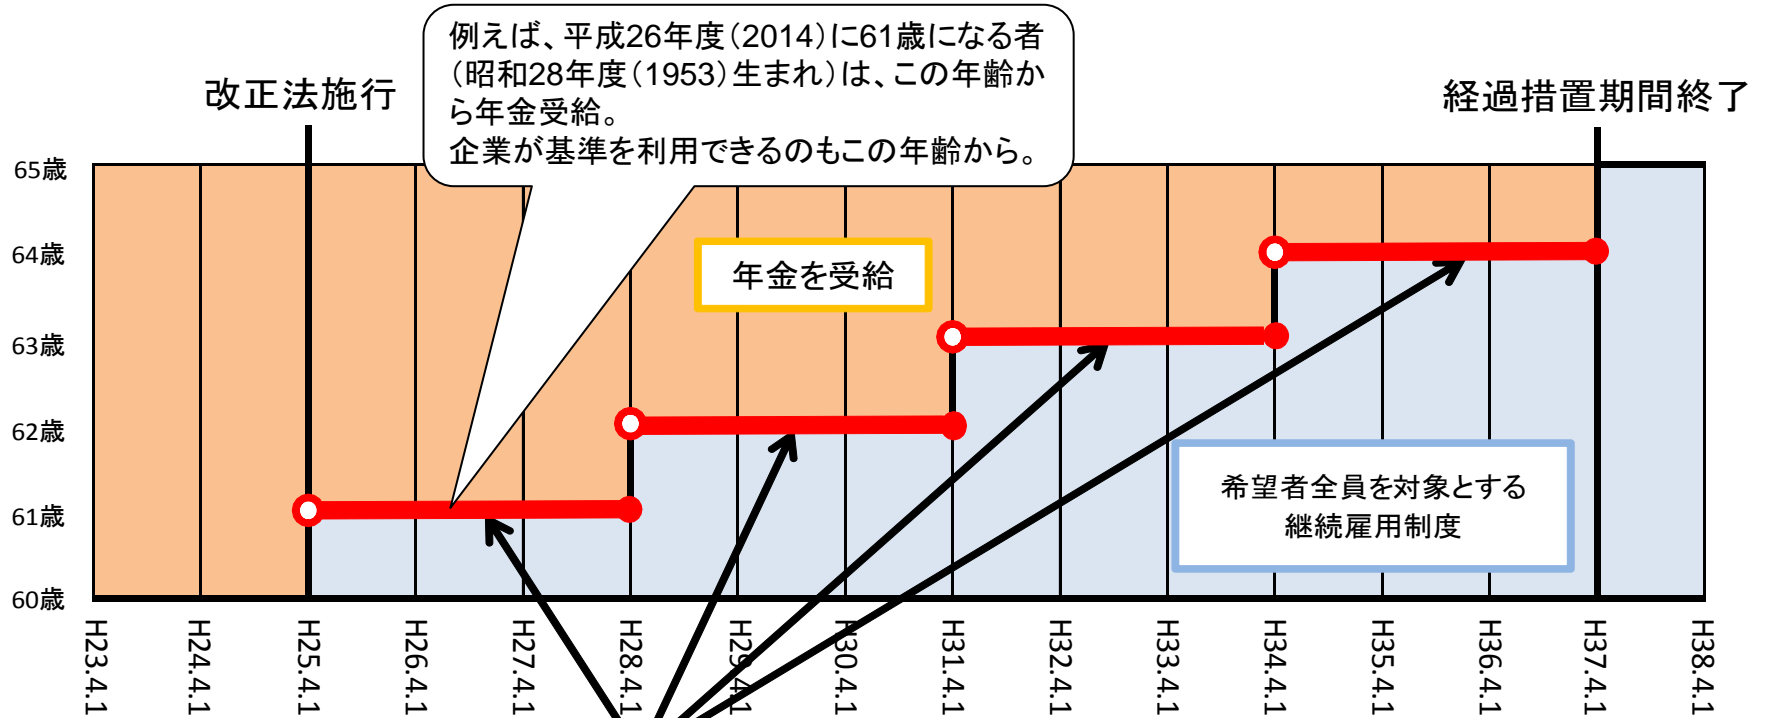 例えば、平成26年度(2014)に61歳になる者
(昭和28年度(1953)生まれ)は、この年齢か
ら年金受給。
企業が基準を利用できるのもこの年齢から。
改正法施行
経過措置期間終了
65歳
64歳
63歳
62歳
61歳
60歳
年金を受給
希望者全員を対象とする
継続雇用制度
H23.4.1
H24.4.1
H25.4.1
H26.4.1
H27.4.1
H28.4.1
H29.4.1
H30.4.1
H31.4.1
H32.4.1
H33.4.1
H34.4.1
H35.4.1
H36.4.1
H37.4.1
H38.4.1